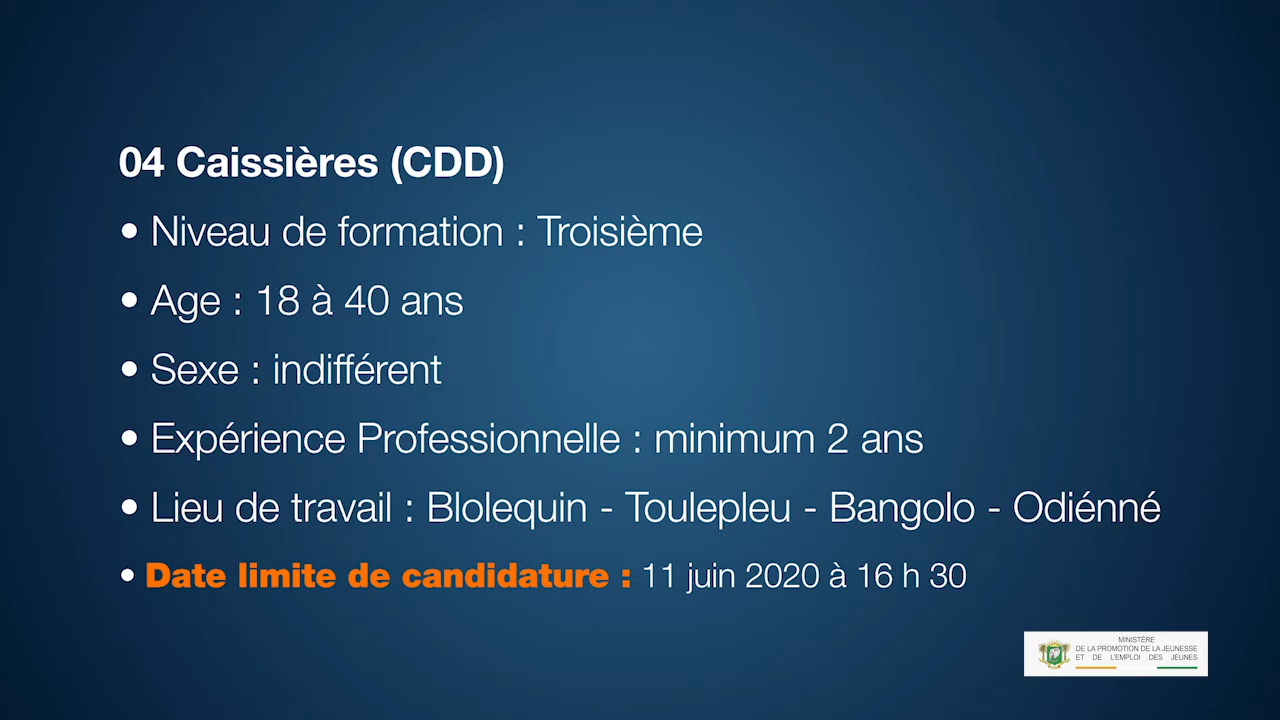 04 Caissières (CDD)
• Niveau de formation : Troisième
• Age : 18 à 40 ans
• Sexe : indifférent
• Expérience Professionnelle : minimum 2 ans
• Lieu de travail : Blolequin - Toulepleu - Bangolo - Odiénné
• Date limite de candidature : 11 juin 2020 à 16 h 30
MINISTÈRE
DE LA PROMOTION DE LA JEUNESSE
ET DE L'EMPLOI DES JEUNES